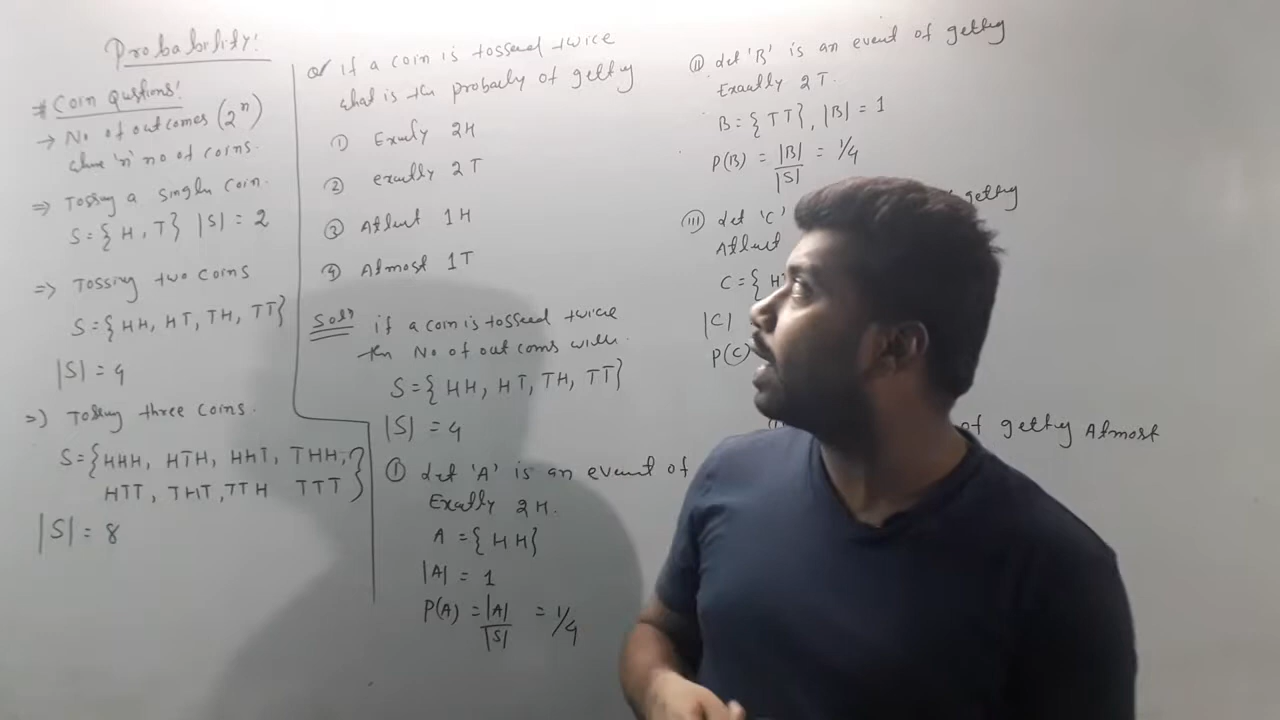 Probability:
# Coin Qustions:
→ No of outcomes (2ⁿ)
where 'n' no of coins.
⇒ Tossing a single coin.
S={ H, T} |S| = 2
⇒ Tossing two coins
S={HH, HT, TH, TT}
|S| = 4
⇒ Tossing three coins.
S={HHH, HTH, HHT, THH,
HTT, THT, TTH TTT}
|S| = 8
Q if a coin is tossed twice
what is the probably of getting
① Exactly 2H
② exactly 2T
③ Atleast 1H
④ Atmost 1T
Soln if a coin is tossed twice
then No of outcoms will
S={ HH, HT, TH, TT}
|S| = 4
① let 'A' is an event of
Exactly 2H.
A ={ HH}
|A| = 1
P(A) = |A|/|S| = 1/4
(II) let 'B' is an event of getting
Exactly 2T.
B={TT}, |B| = 1
P(B) = |B|/|S| = 1/4
(III) let 'C' getting
Atleast
C={ H
|C|
P(C)
of getting Atmost